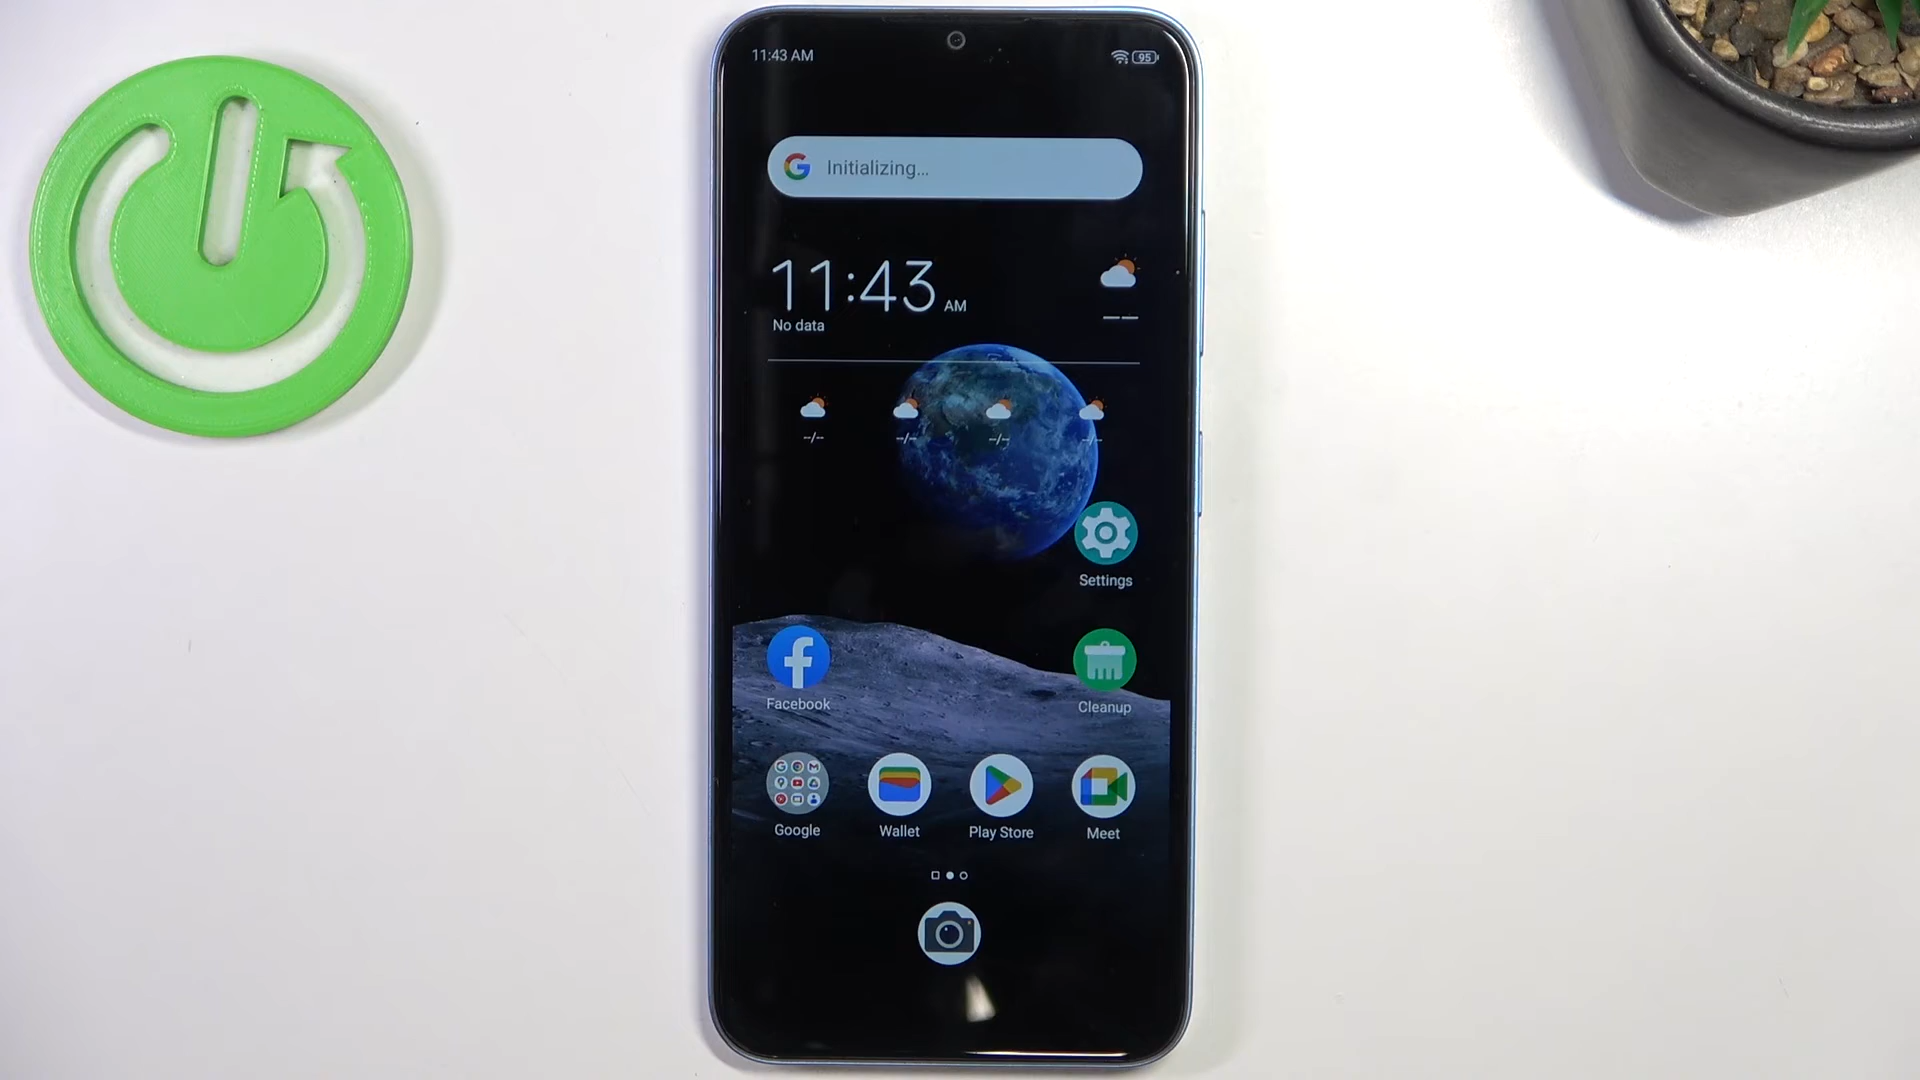 11:43 AM
95
Initializing...
11:43 AM
No data
--/-- --/-- --/-- --/--
Settings
Facebook
Cleanup
Google
Wallet
Play Store
Meet